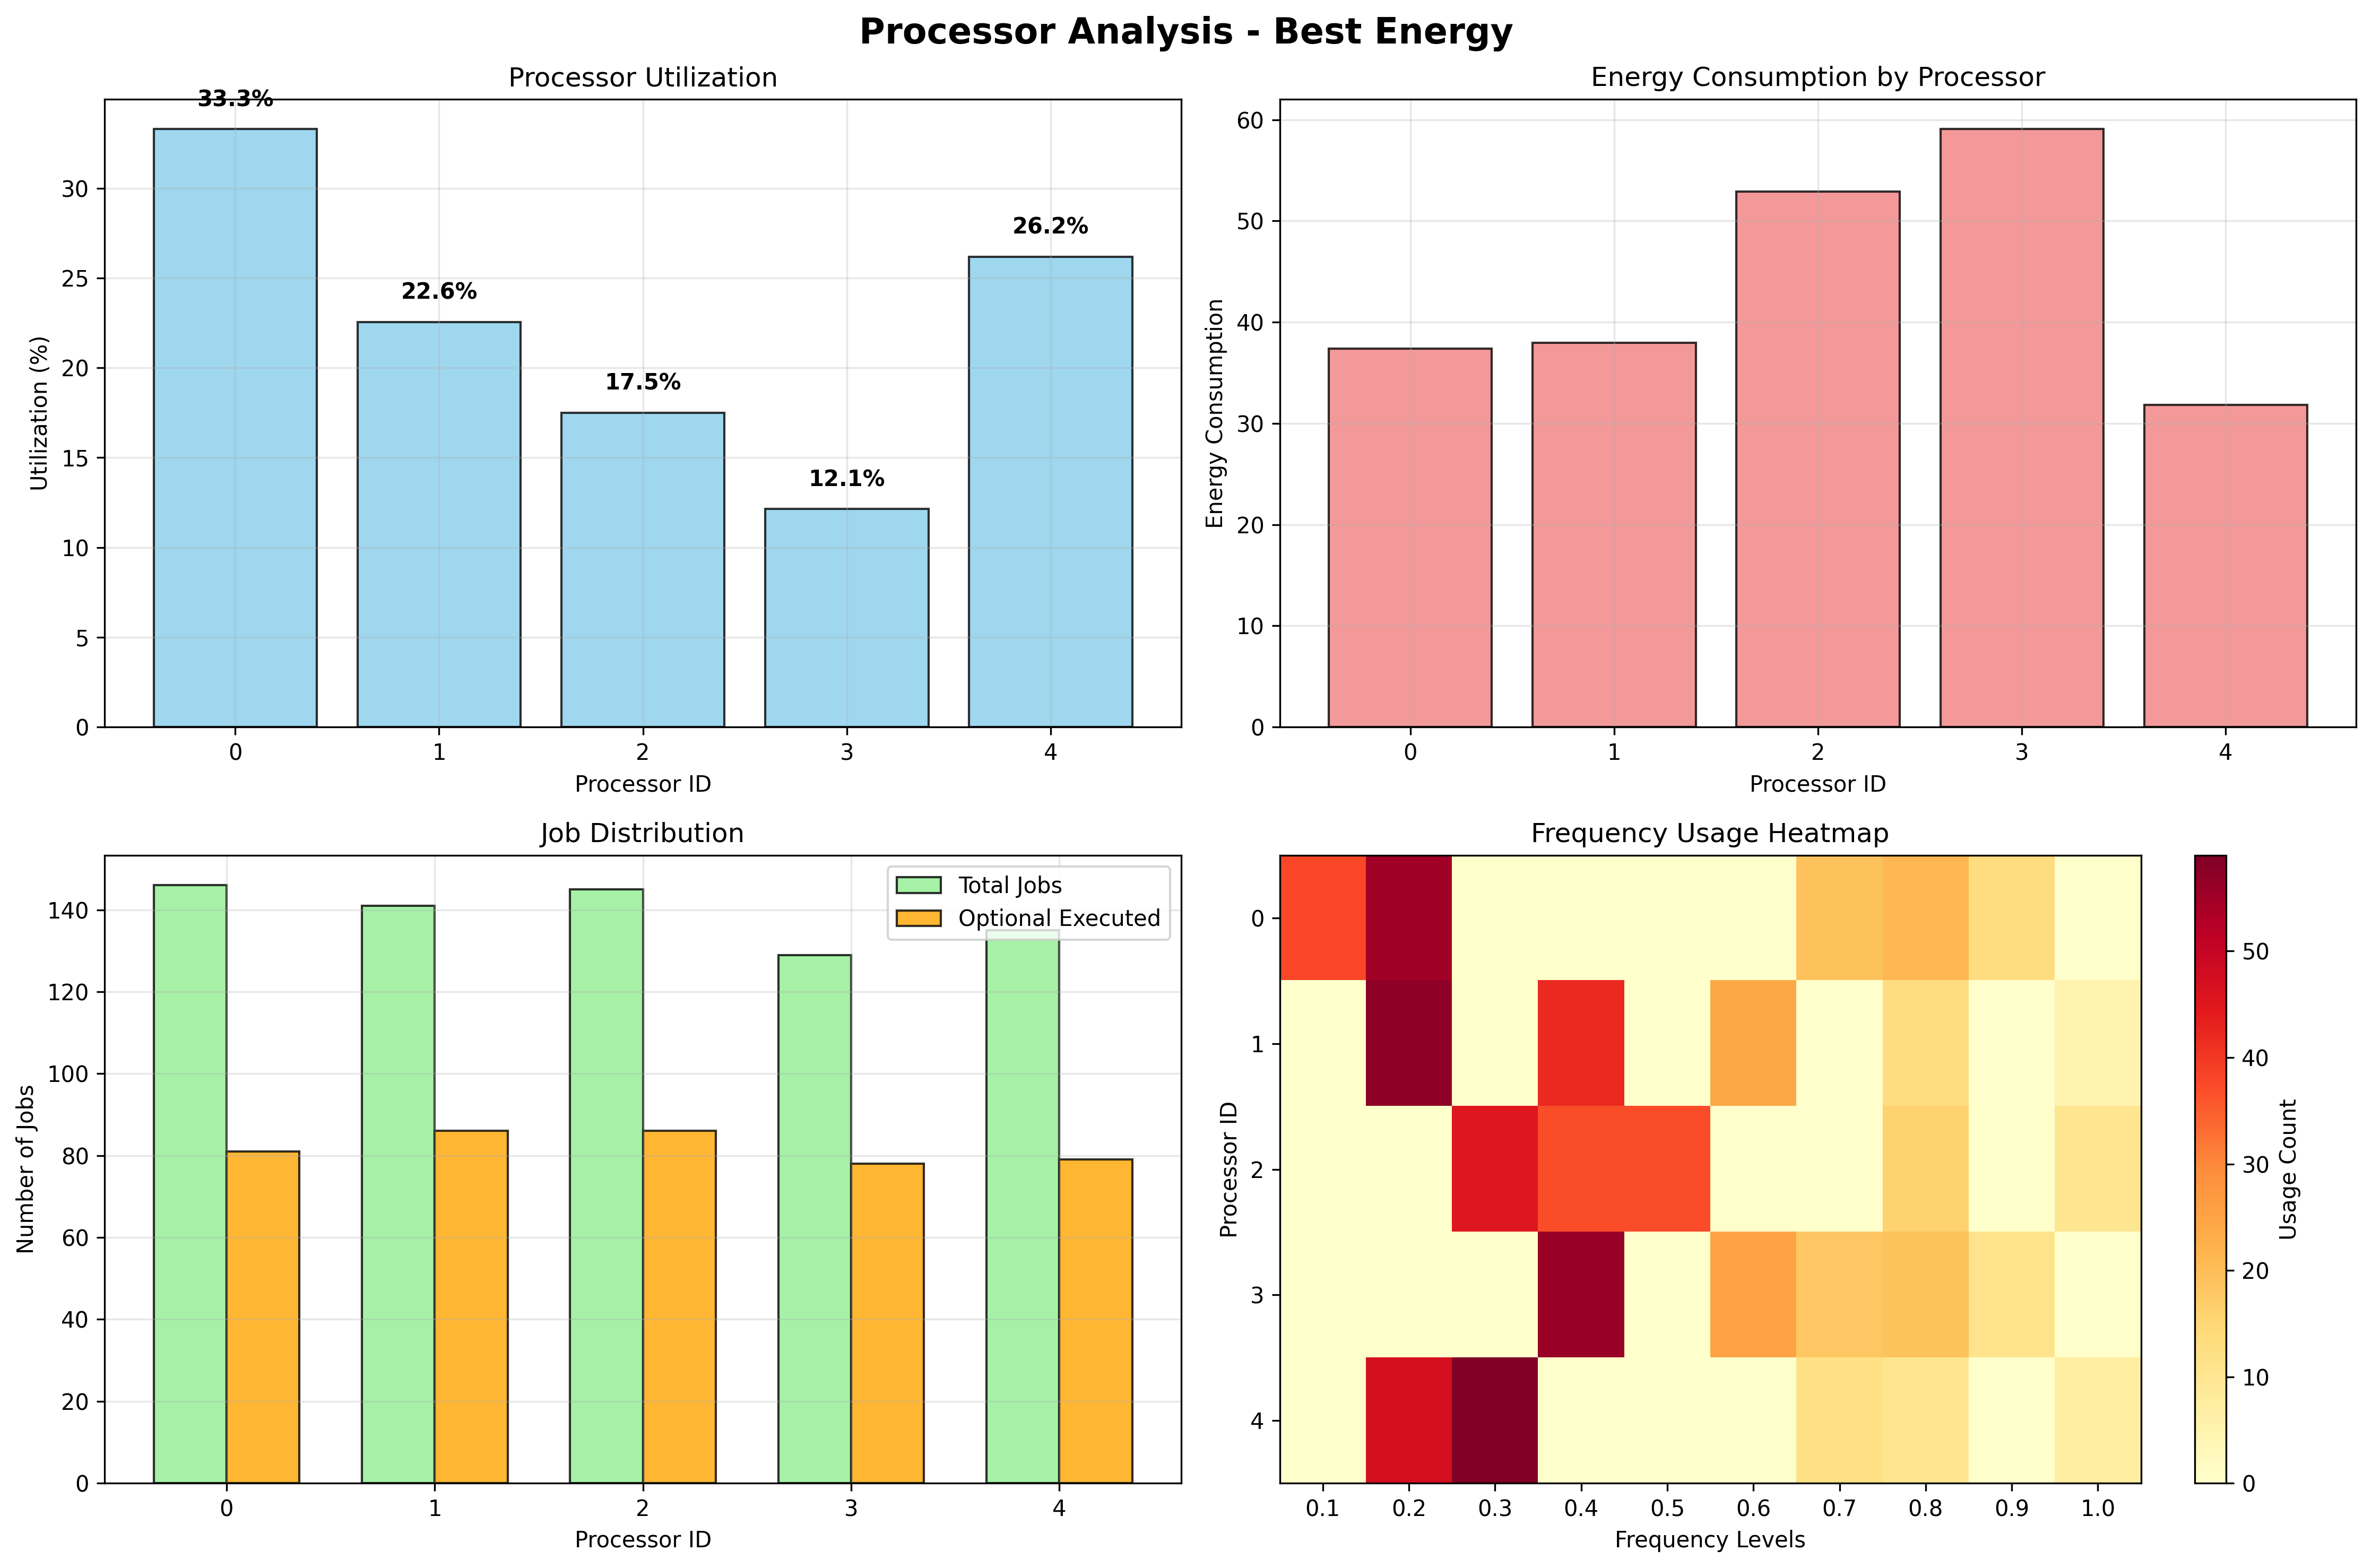 Processor Analysis - Best Energy
Processor Utilization
33.3%
22.6%
17.5%
12.1%
26.2%
30
25
20
15
10
5
0
Utilization (%)
0 1 2 3 4
Processor ID
Energy Consumption by Processor
60
50
40
30
20
10
0
Energy Consumption
0 1 2 3 4
Processor ID
Job Distribution
Total Jobs
Optional Executed
140
120
100
80
60
40
20
0
Number of Jobs
0 1 2 3 4
Processor ID
Frequency Usage Heatmap
0
1
2
3
4
Processor ID
0.1 0.2 0.3 0.4 0.5 0.6 0.7 0.8 0.9 1.0
Frequency Levels
50
40
30
20
10
0
Usage Count